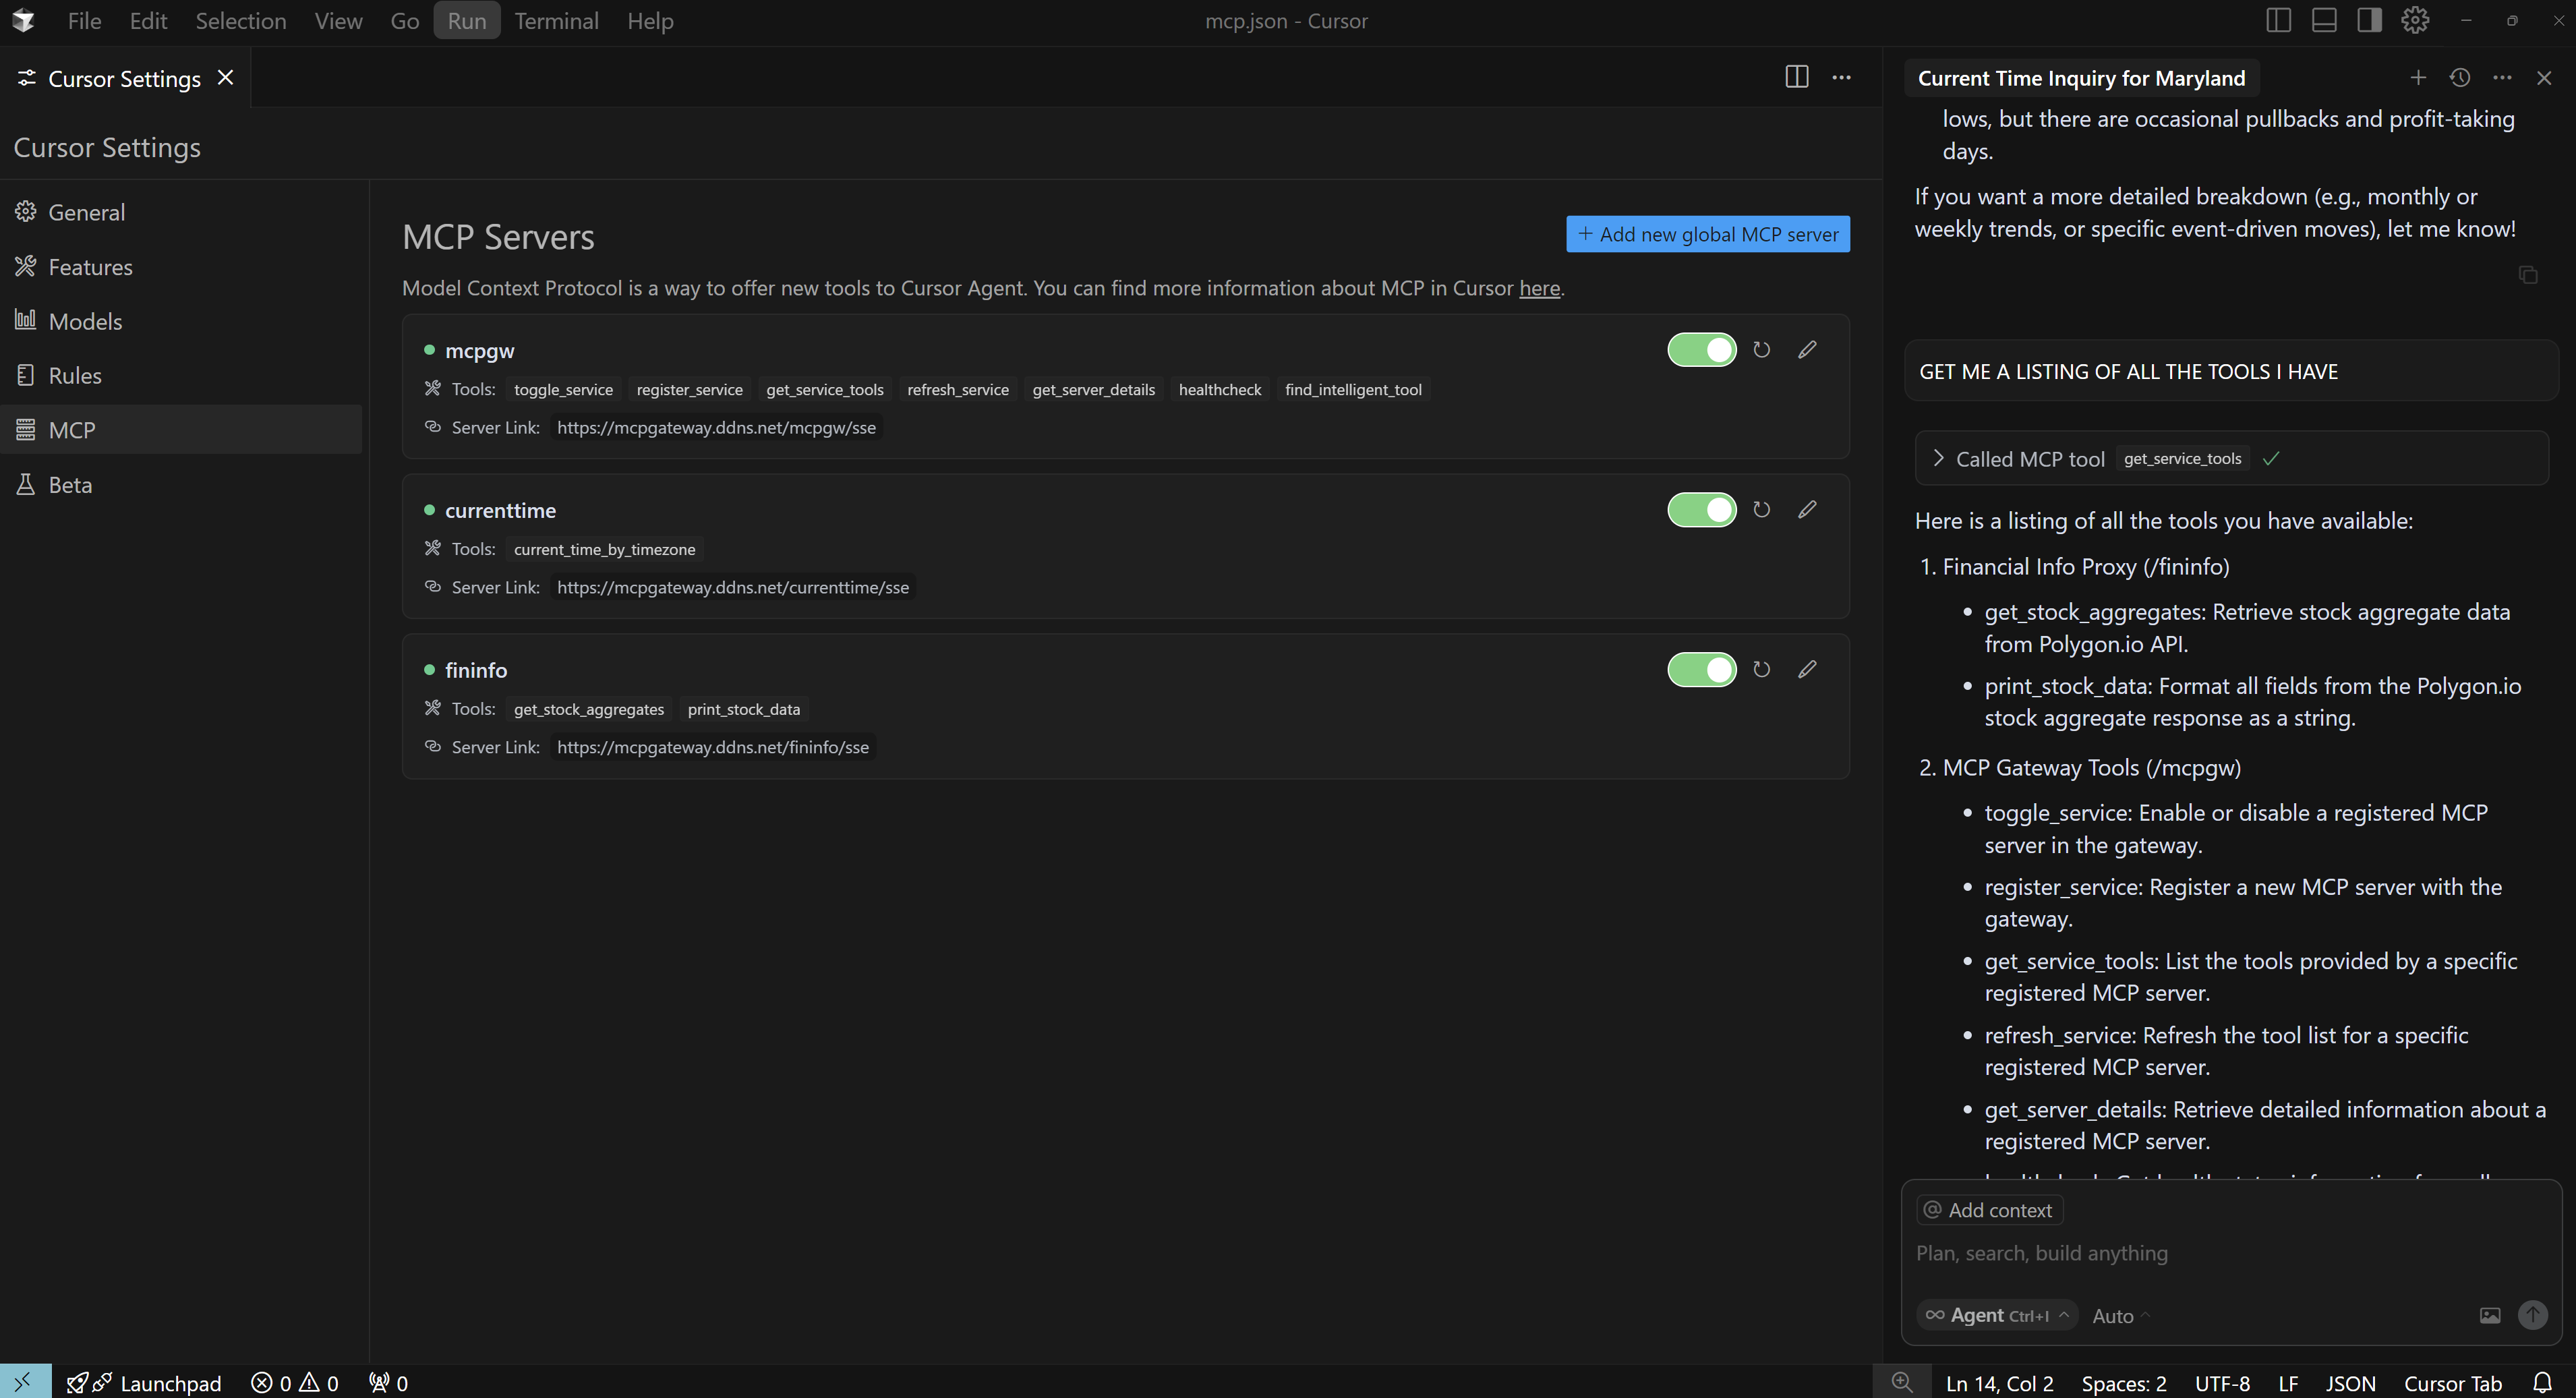 File Edit Selection View Go Run Terminal Help
mcp.json - Cursor
Cursor Settings
Cursor Settings
General
Features
Models
Rules
MCP
Beta
MCP Servers
+ Add new global MCP server
Model Context Protocol is a way to offer new tools to Cursor Agent. You can find more information about MCP in Cursor here.
mcpgw
Tools: toggle_service register_service get_service_tools refresh_service get_server_details healthcheck find_intelligent_tool
Server Link: https://mcpgateway.ddns.net/mcpgw/sse
currenttime
Tools: current_time_by_timezone
Server Link: https://mcpgateway.ddns.net/currenttime/sse
fininfo
Tools: get_stock_aggregates print_stock_data
Server Link: https://mcpgateway.ddns.net/fininfo/sse
Current Time Inquiry for Maryland
lows, but there are occasional pullbacks and profit-taking
days.
If you want a more detailed breakdown (e.g., monthly or
weekly trends, or specific event-driven moves), let me know!
GET ME A LISTING OF ALL THE TOOLS I HAVE
Called MCP tool get_service_tools
Here is a listing of all the tools you have available:
1. Financial Info Proxy (/fininfo)
• get_stock_aggregates: Retrieve stock aggregate data
from Polygon.io API.
• print_stock_data: Format all fields from the Polygon.io
stock aggregate response as a string.
2. MCP Gateway Tools (/mcpgw)
• toggle_service: Enable or disable a registered MCP
server in the gateway.
• register_service: Register a new MCP server with the
gateway.
• get_service_tools: List the tools provided by a specific
registered MCP server.
• refresh_service: Refresh the tool list for a specific
registered MCP server.
• get_server_details: Retrieve detailed information about a
registered MCP server.
@ Add context
Plan, search, build anything
Agent Ctrl+I Auto
Launchpad 0 0 0
Ln 14, Col 2 Spaces: 2 UTF-8 LF JSON Cursor Tab